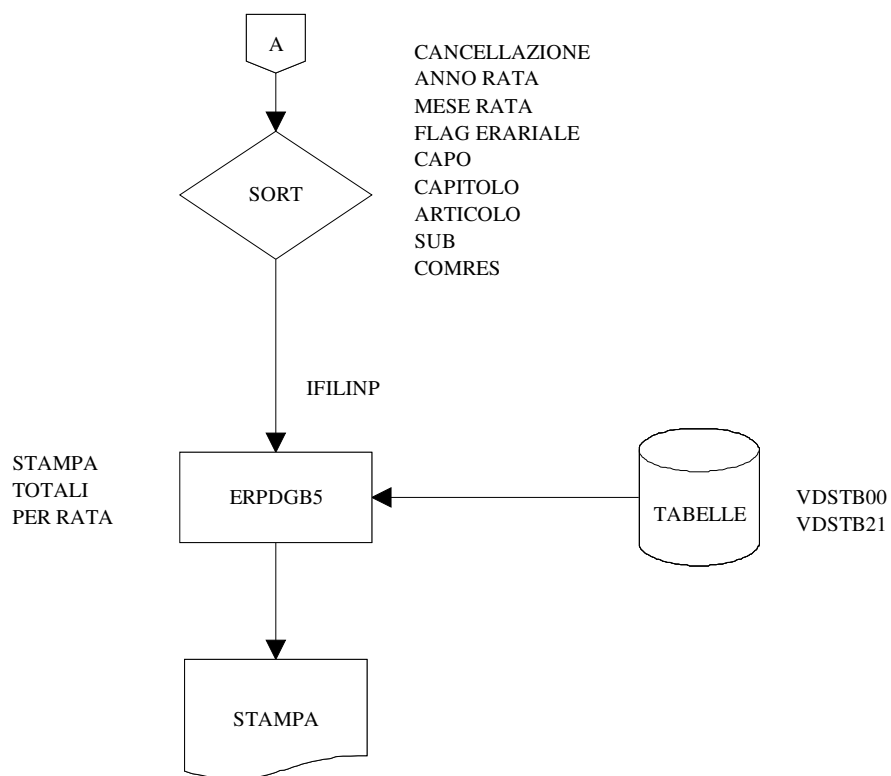 A
CANCELLAZIONE
ANNO RATA
MESE RATA
FLAG ERARIALE
CAPO
CAPITOLO
ARTICOLO
SUB
COMRES
SORT
IFILINP
STAMPA
TOTALI
PER RATA
ERPDGB5
TABELLE
VDSTB00
VDSTB21
STAMPA